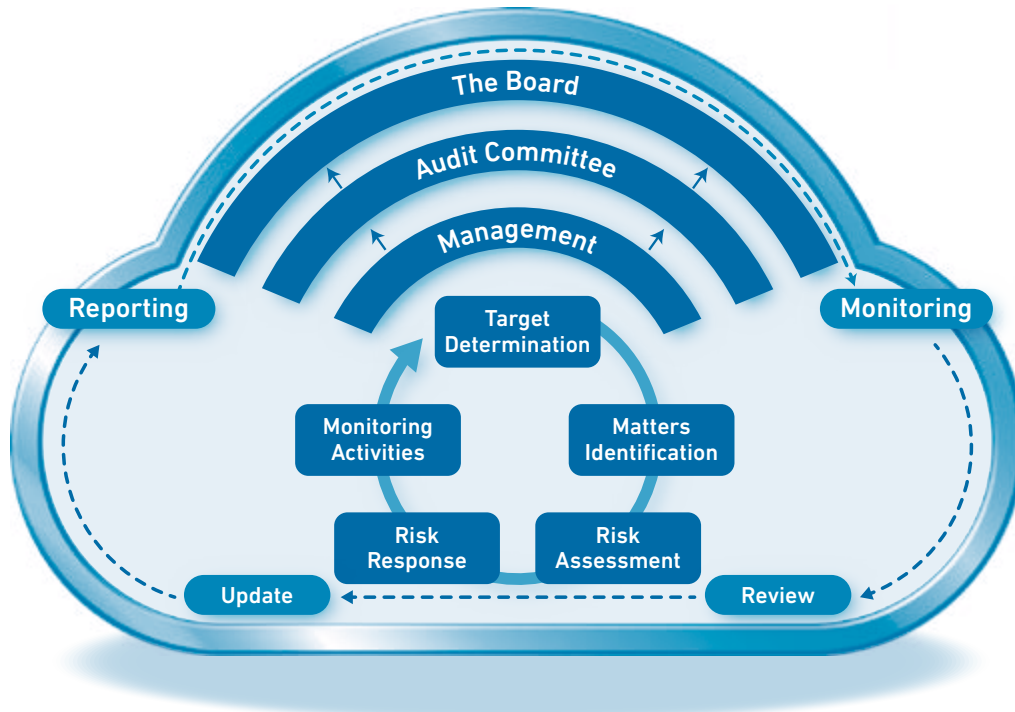 The Board
Audit Committee
Management
Reporting
Monitoring
Target
Determination
Monitoring
Activities
Matters
Identification
Risk
Response
Risk
Assessment
Update
Review